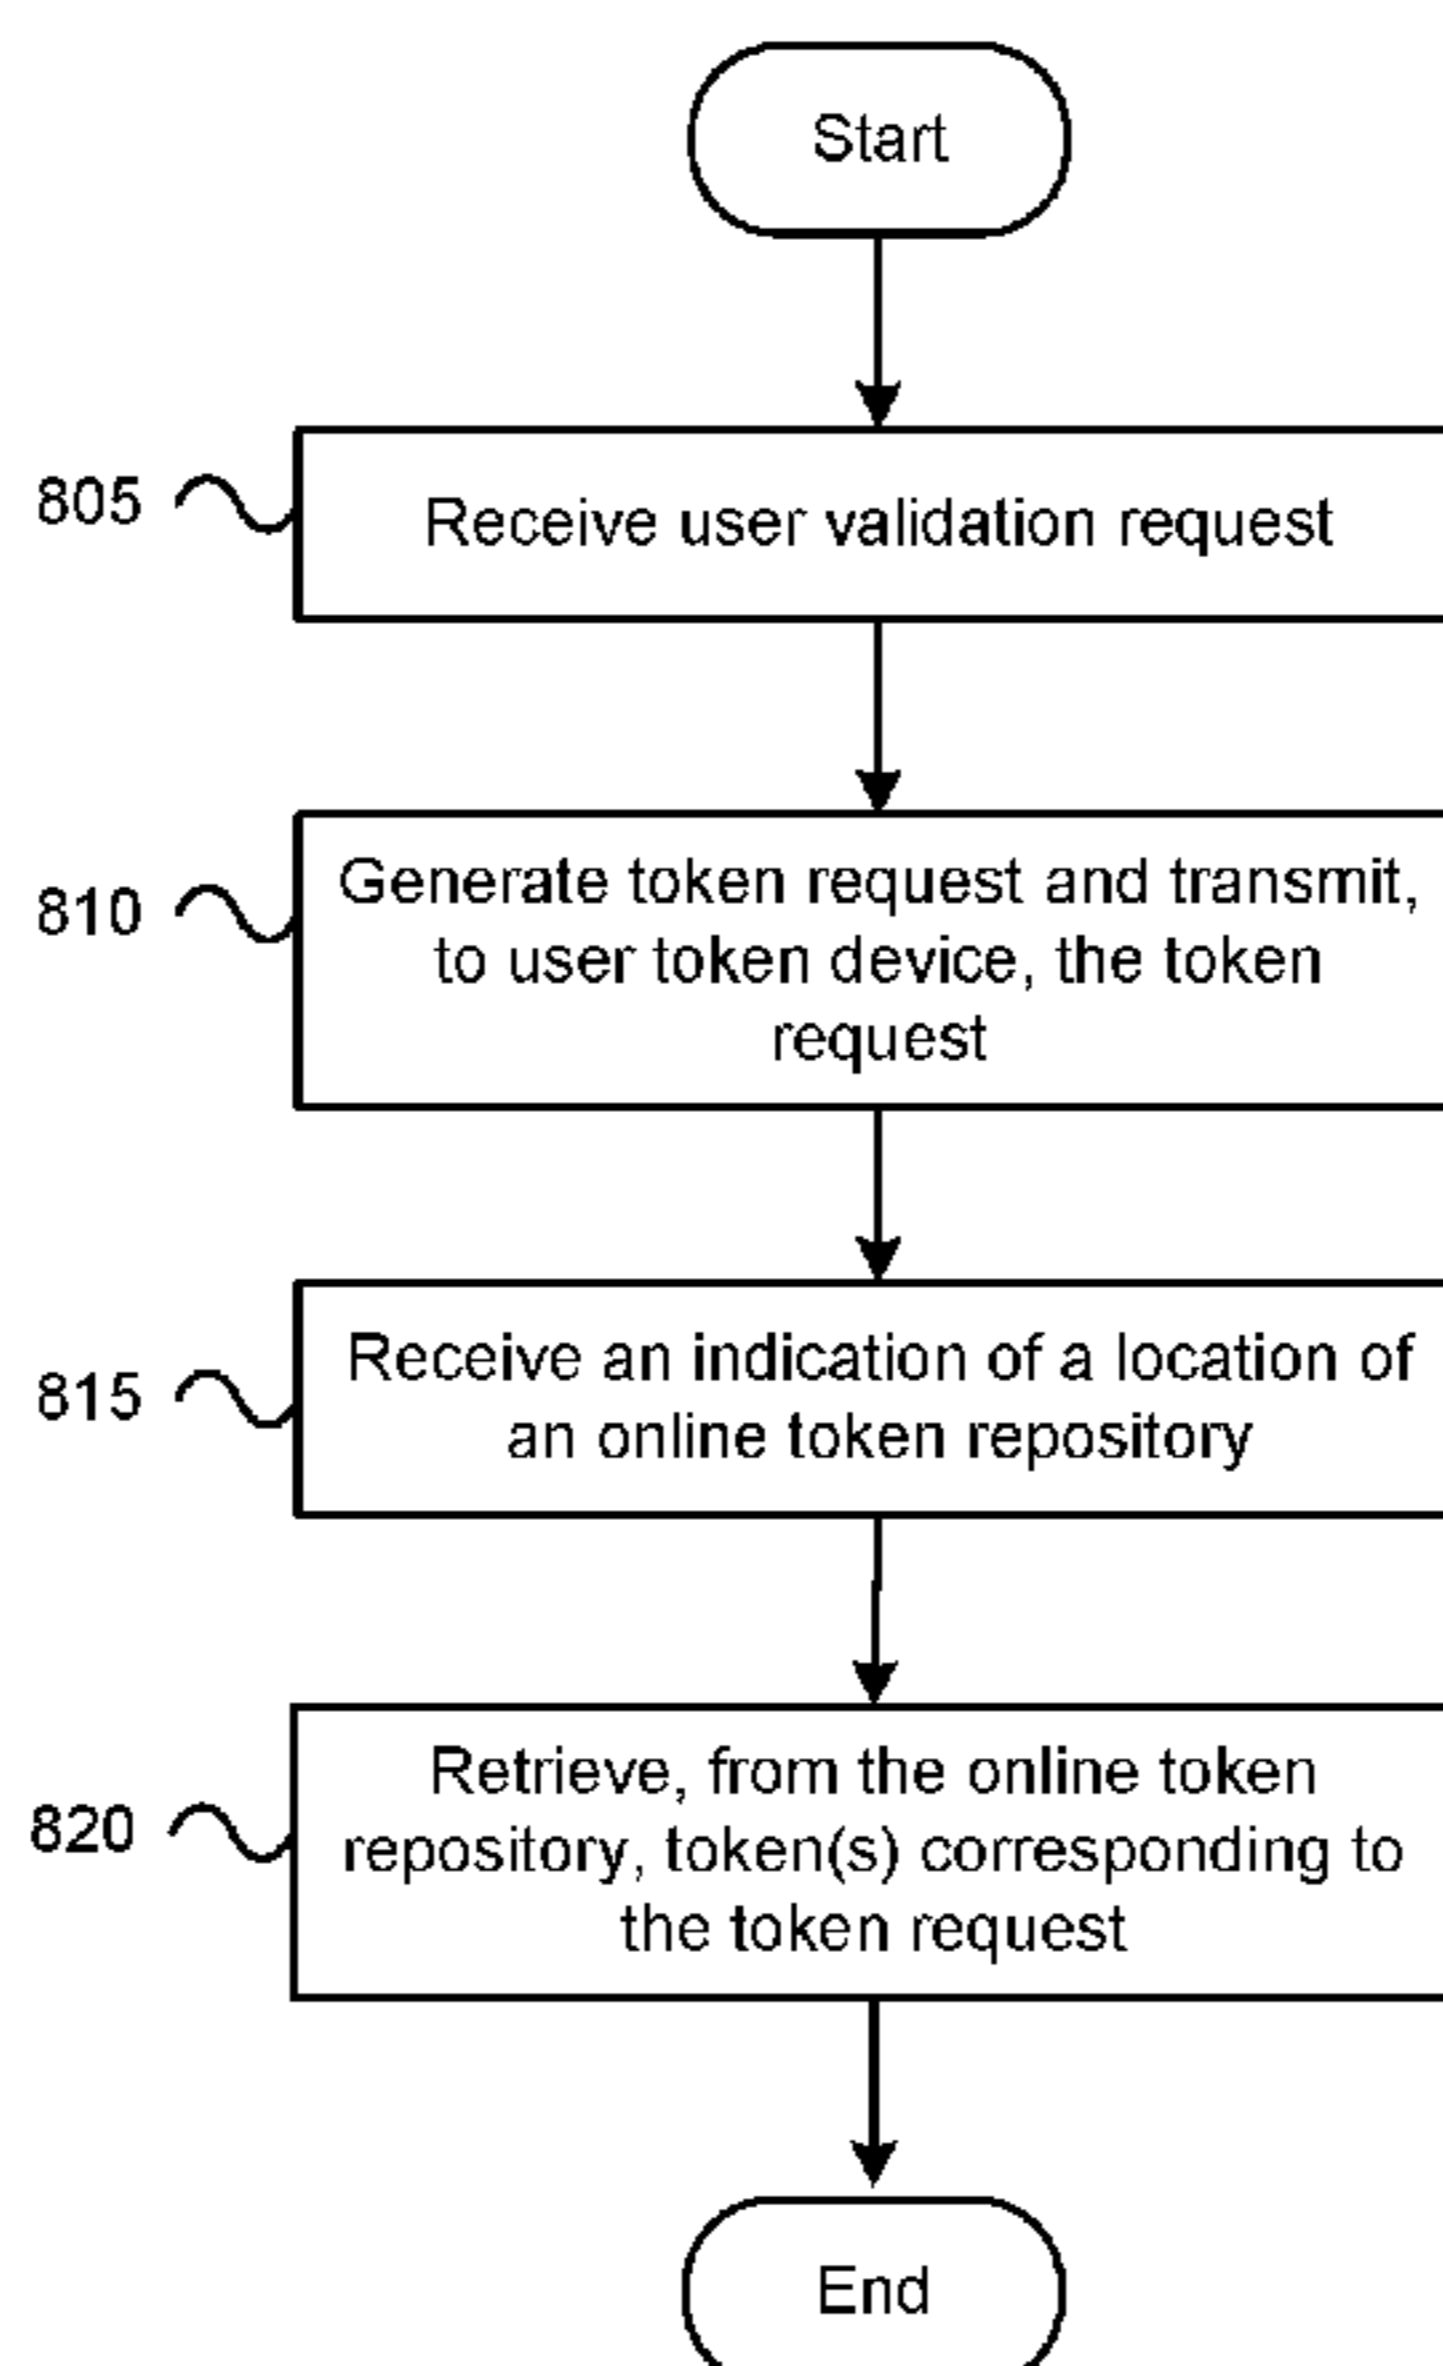 Start
805
Receive user validation request
810
Generate token request and transmit,
to user token device, the token
request
815
Receive an indication of a location of
an online token repository
820
Retrieve, from the online token
repository, token(s) corresponding to
the token request
End